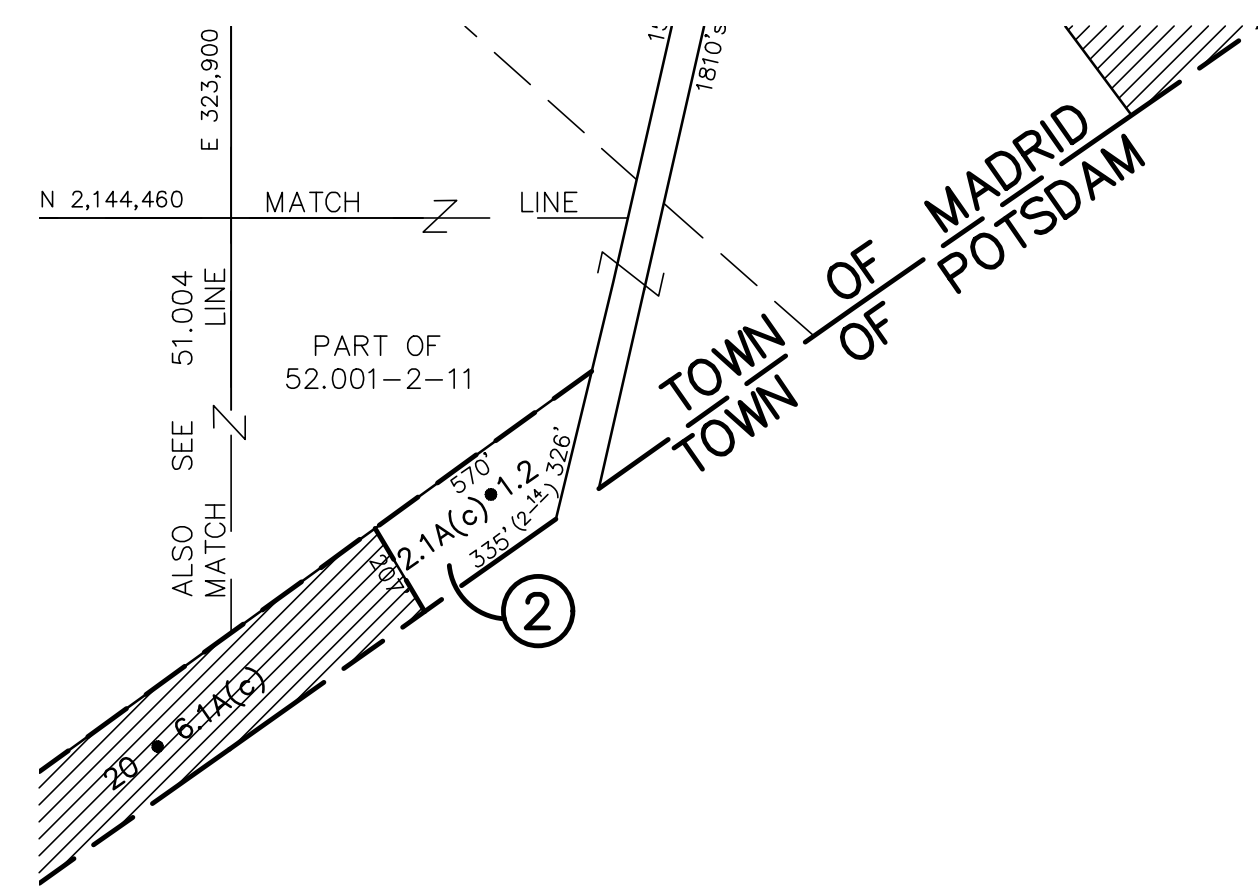 E 323,900
1810's
N 2,144,460
MATCH LINE
TOWN OF MADRID
TOWN OF POTSDAM
ALSO SEE 51.004
MATCH LINE
PART OF
52.001-2-11
570'
326'
1.2
2.1A(c)
335' (2-14)
207'
2
20
6.1A(c)